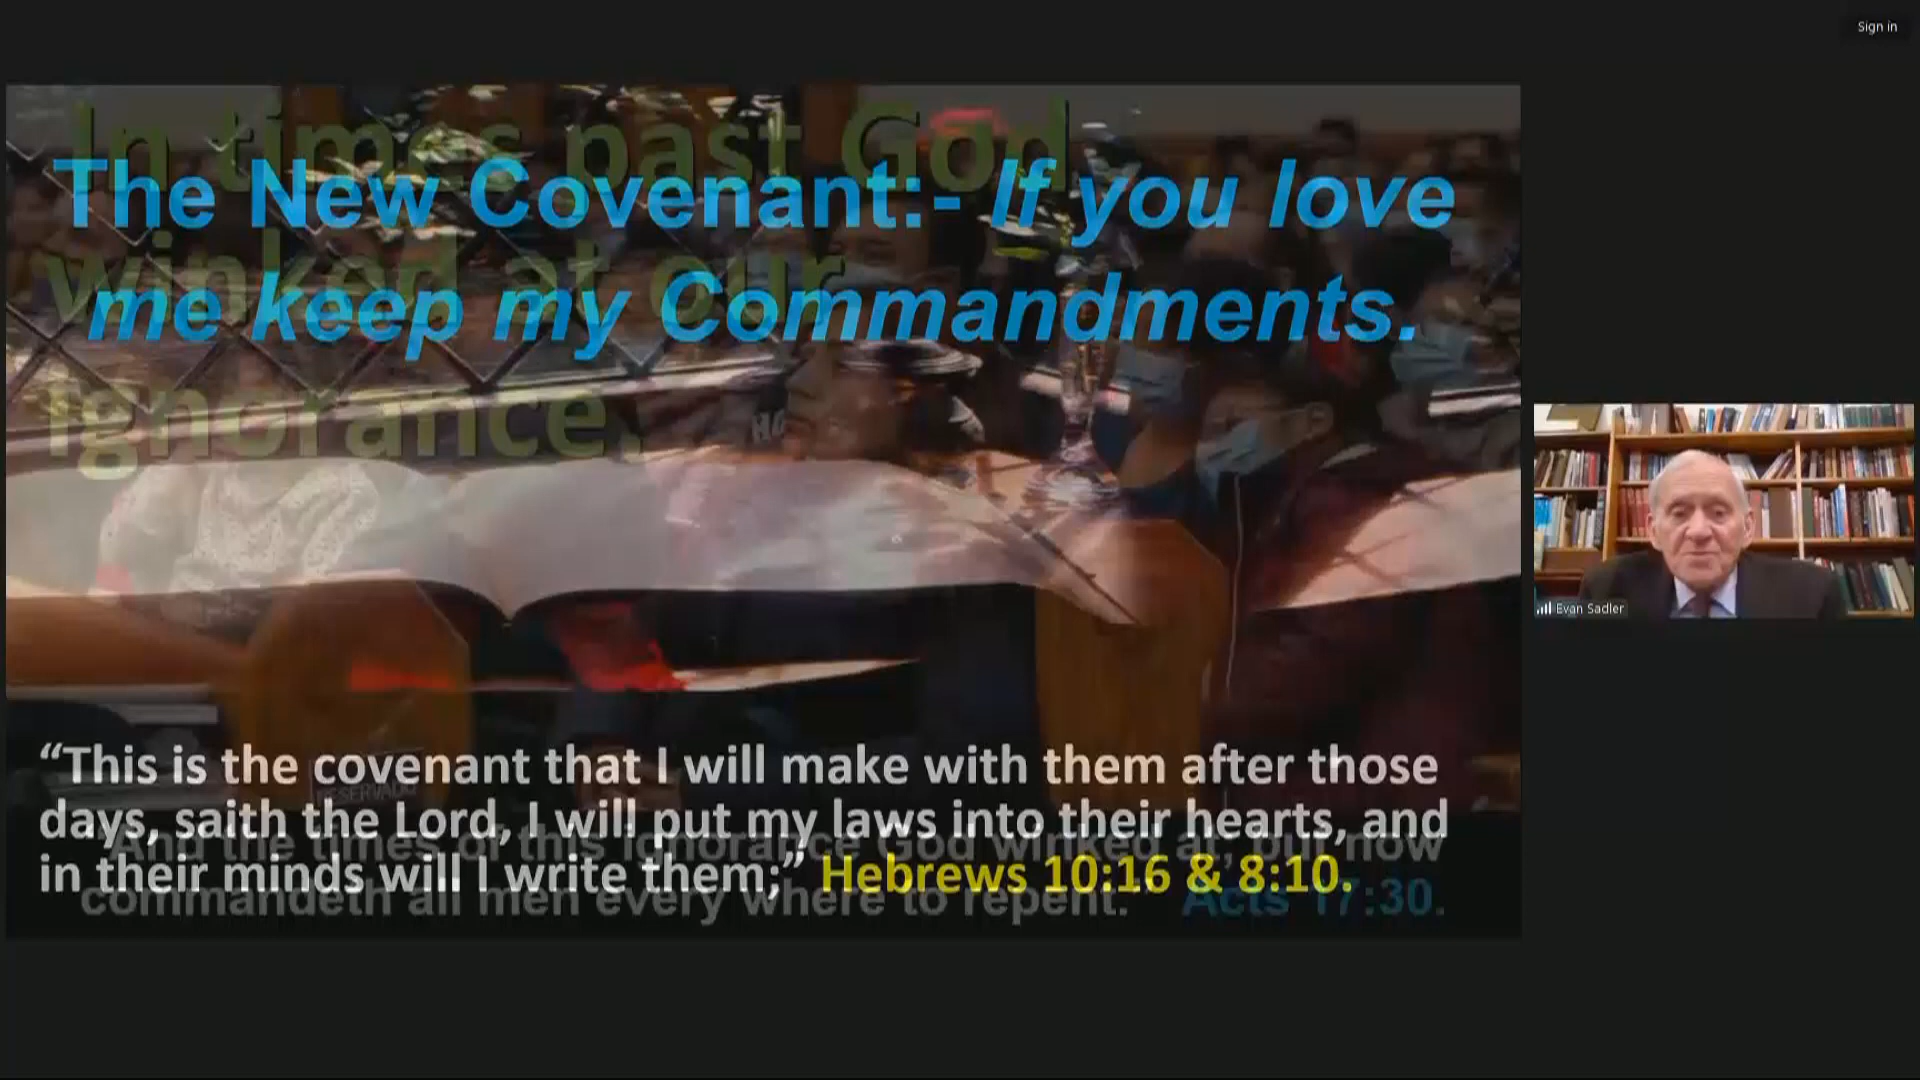 Sign in
In times past God
The New Covenant:- If you love
winked at our
me keep my Commandments.
ignorance.
HO
“This is the covenant that I will make with them after those
RESERVADO
days, saith the Lord, I will put my laws into their hearts, and
And the times of this ignorance God winked at; but now
in their minds will I write them;” Hebrews 10:16 & 8:10.
commandeth all men every where to repent.” Acts 17:30.
Evan Sadler